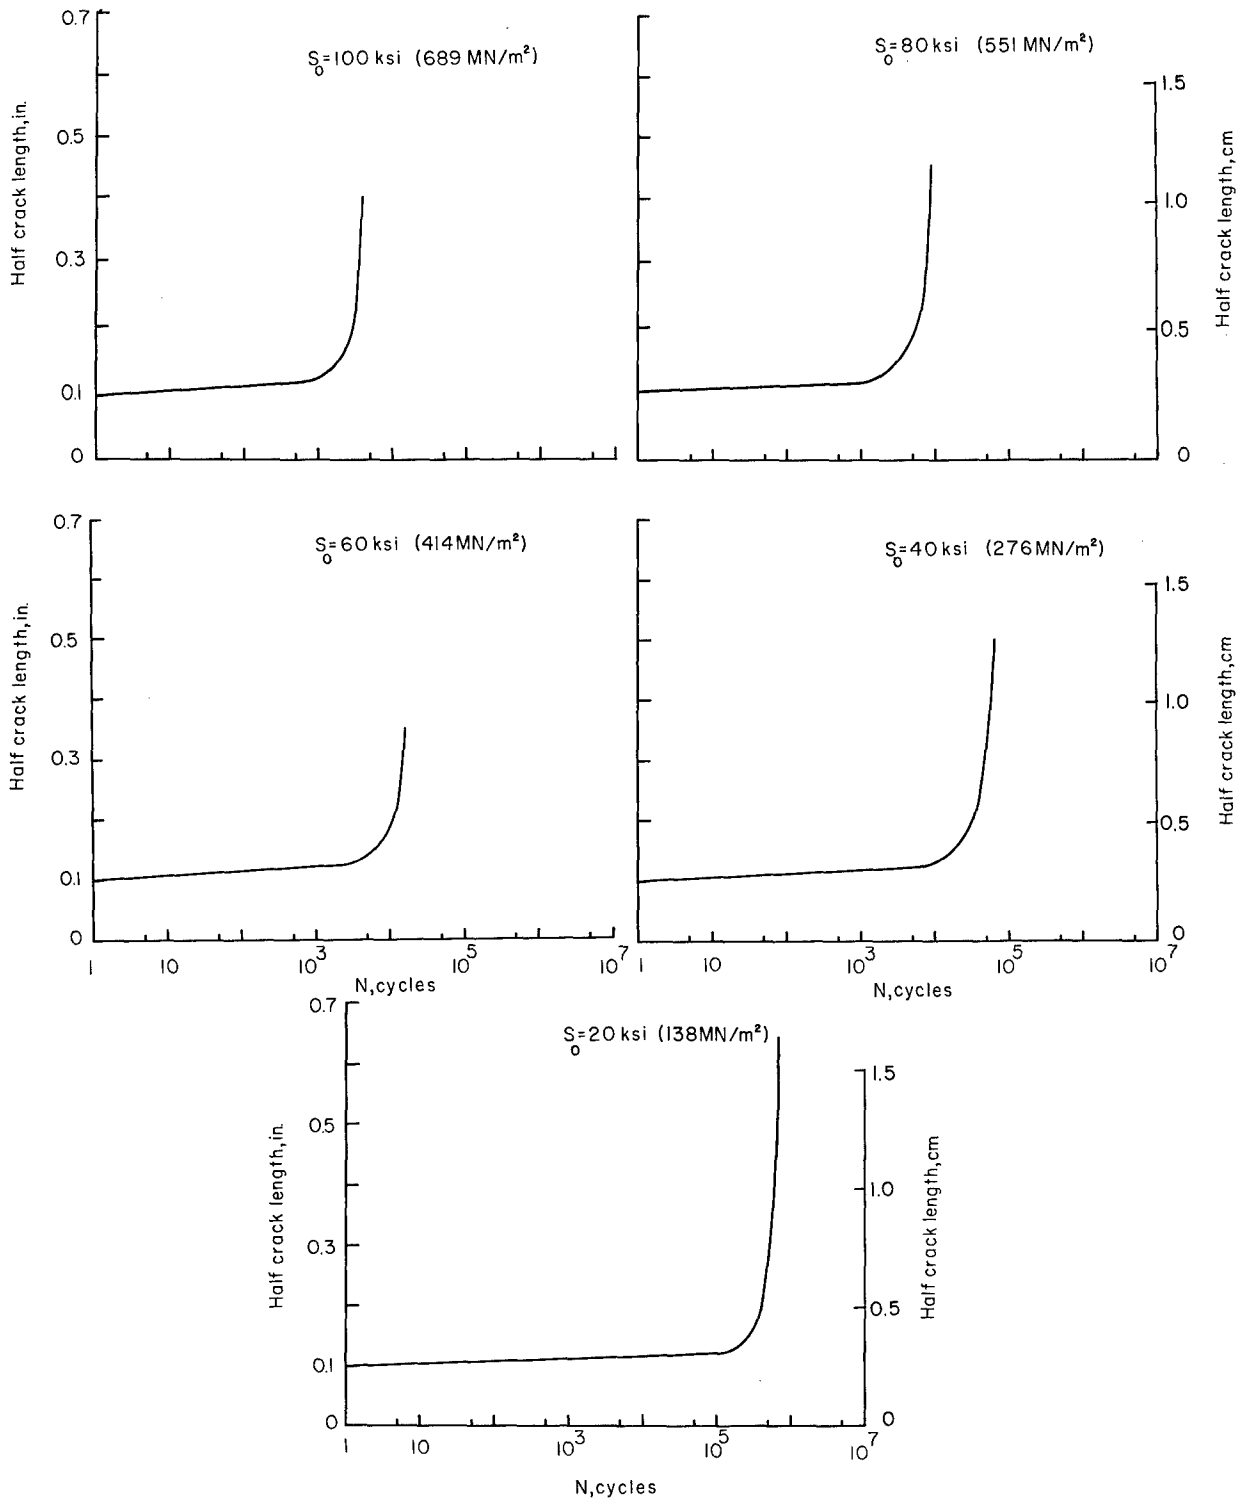 S₀=100 ksi (689 MN/m²)
0.7
0.5
0.3
0.1
0
Half crack length,in.
S₀=80 ksi (551 MN/m²)
1.5
1.0
0.5
0
Half crack length,cm
S₀=60 ksi (414MN/m²)
0.7
0.5
0.3
0.1
0
Half crack length,in.
1 10 10³ 10⁵ 10⁷
N,cycles
S₀=40 ksi (276MN/m²)
1.5
1.0
0.5
0
Half crack length,cm
1 10 10³ 10⁵ 10⁷
N,cycles
S₀=20 ksi (138MN/m²)
0.7
0.5
0.3
0.1
0
Half crack length,in.
1.5
1.0
0.5
0
Half crack length,cm
1 10 10³ 10⁵ 10⁷
N,cycles